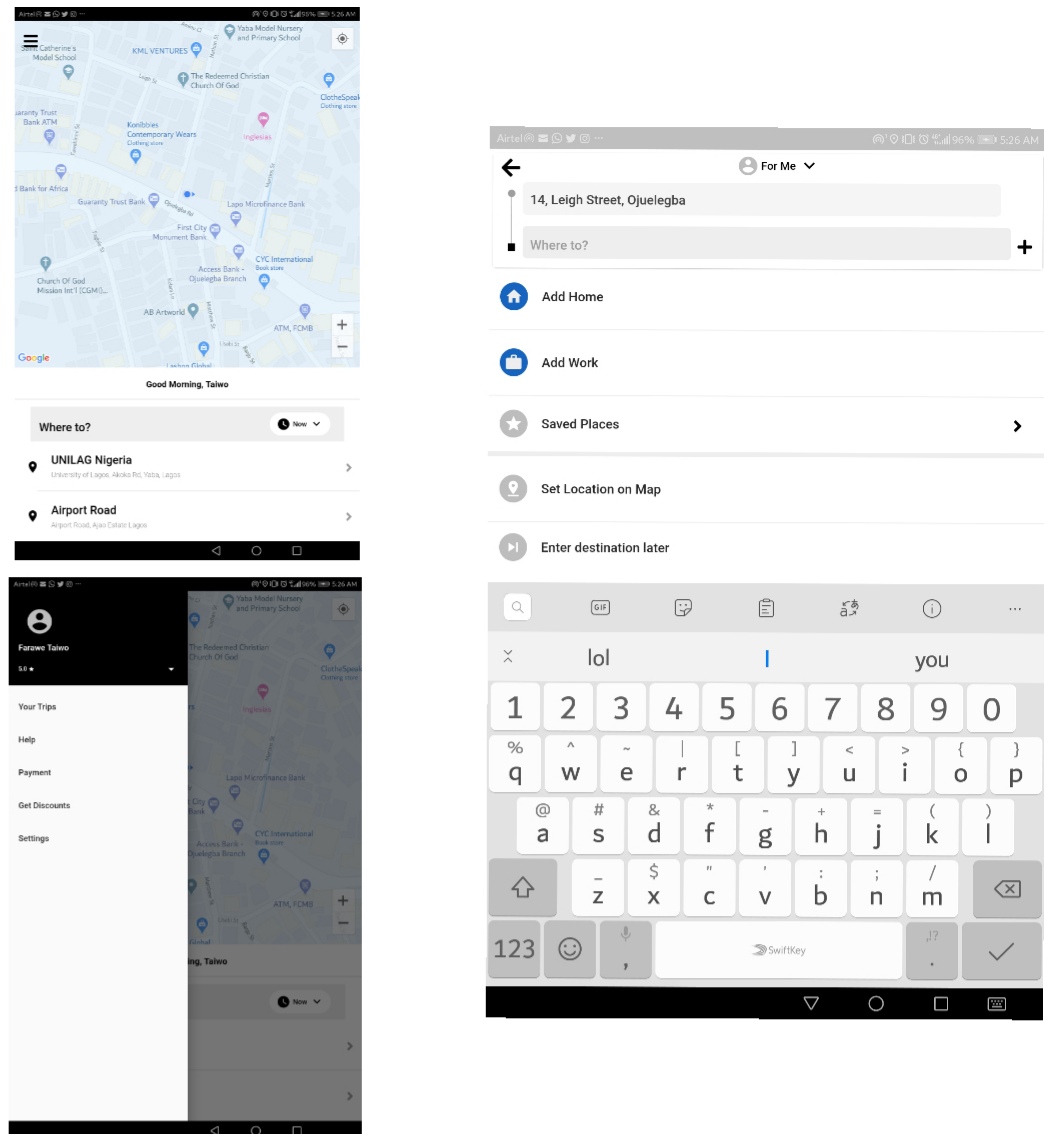 Airtel 98% 5:26 AM
Yaba Model Nursery
and Primary School
Saint Catherine's
Model School
KML VENTURES
Leigh St
The Redeemed Christian
Church Of God
ClotheSpeak
Clothing store
uaranty Trust
Bank ATM
Konibbles
Contemporary Wears
Clothing store
Inglesias
d Bank for Africa
Guaranty Trust Bank
Ojuelegba Rd
Lapo Microfinance Bank
First City
Monument Bank
CYC International
Book store
Access Bank -
Ojuelegba Branch
Church Of God
Mission Int'l [CGMi]...
AB Artworld
ATM, FCMB
+
−
Google
Good Morning, Taiwo
Where to?
Now
UNILAG Nigeria
University of Lagos, Akoka Rd, Yaba, Lagos
Airport Road
Airport Road, Ajao Estate Lagos
Airtel ··· 96% 5:26 AM
Farawe Taiwo
5.0 ★
Your Trips
Help
Payment
Get Discounts
Settings
Yaba Model Nursery
and Primary School
The Redeemed Christian
Church Of God
ClotheSpeak
Clothing store
Inglesias
Lapo Microfinance Bank
City
Bank
CYC International
Book store
Access Bank -
Ojuelegba Branch
ATM, FCMB
Global
+
−
ing, Taiwo
Now
Airtel ··· 96% 5:26 AM
For Me
14, Leigh Street, Ojuelegba
Where to?
+
Add Home
Add Work
Saved Places
Set Location on Map
Enter destination later
GIF
lol I you
1 2 3 4 5 6 7 8 9 0
% ^ ~ | [ ] < > { }
q w e r t y u i o p
@ # & * - + = ( )
a s d f g h j k l
_ $ " ' : ; /
z x c v b n m
,!?
123 , SwiftKey .